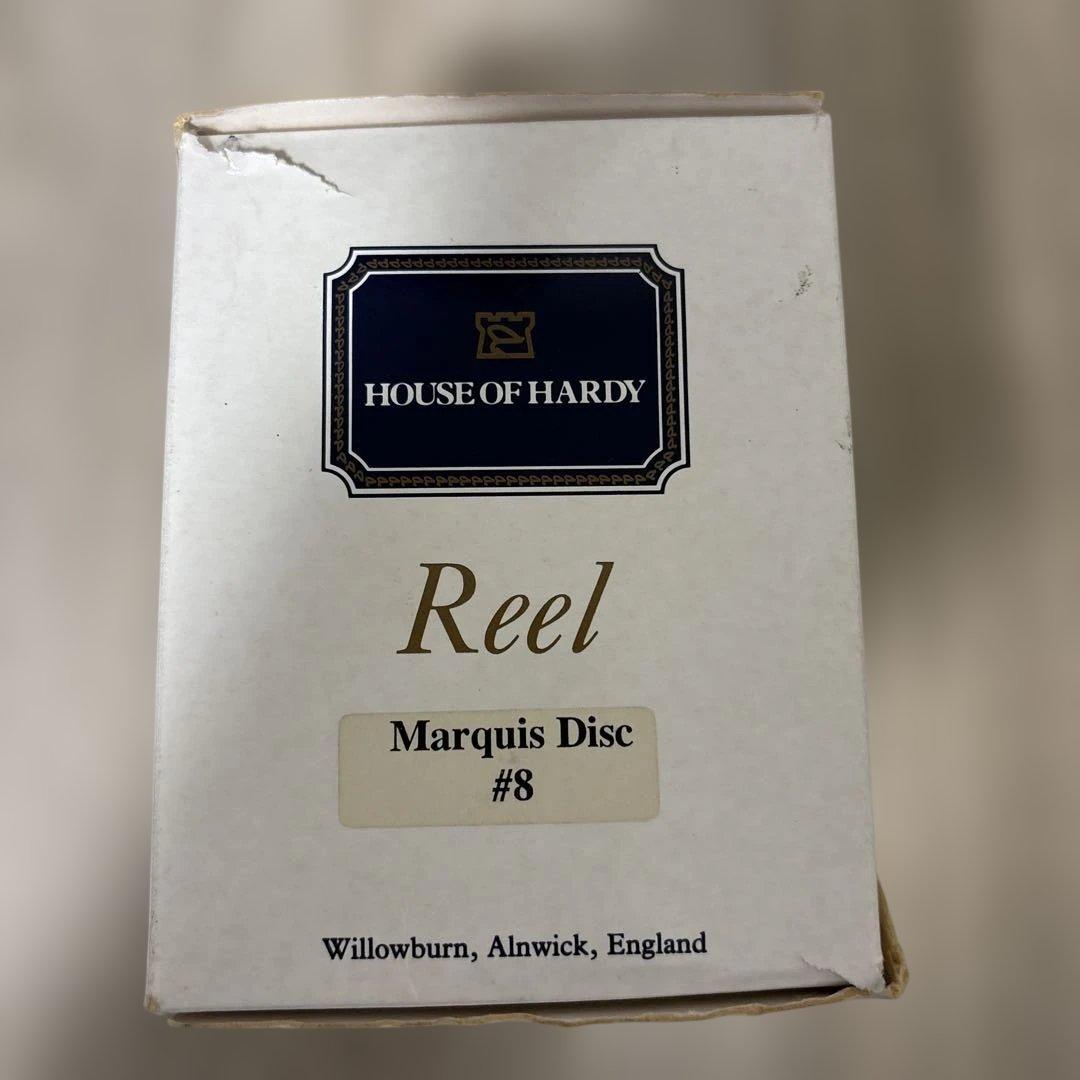 HOUSE OF HARDY
Reel
Marquis Disc
#8
Willowburn, Alnwick, England